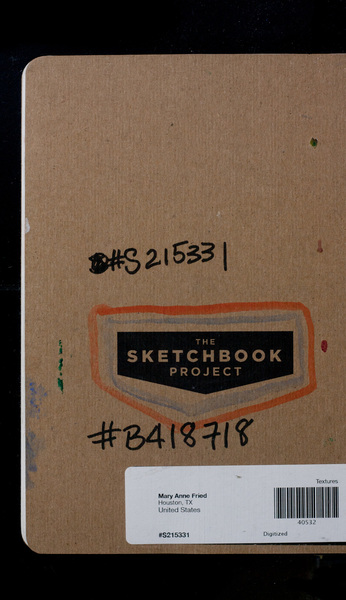 #S215331
THE
SKETCHBOOK
PROJECT
#B418718
Textures
Mary Anne Fried
Houston, TX
United States
40532
#S215331
Digitized